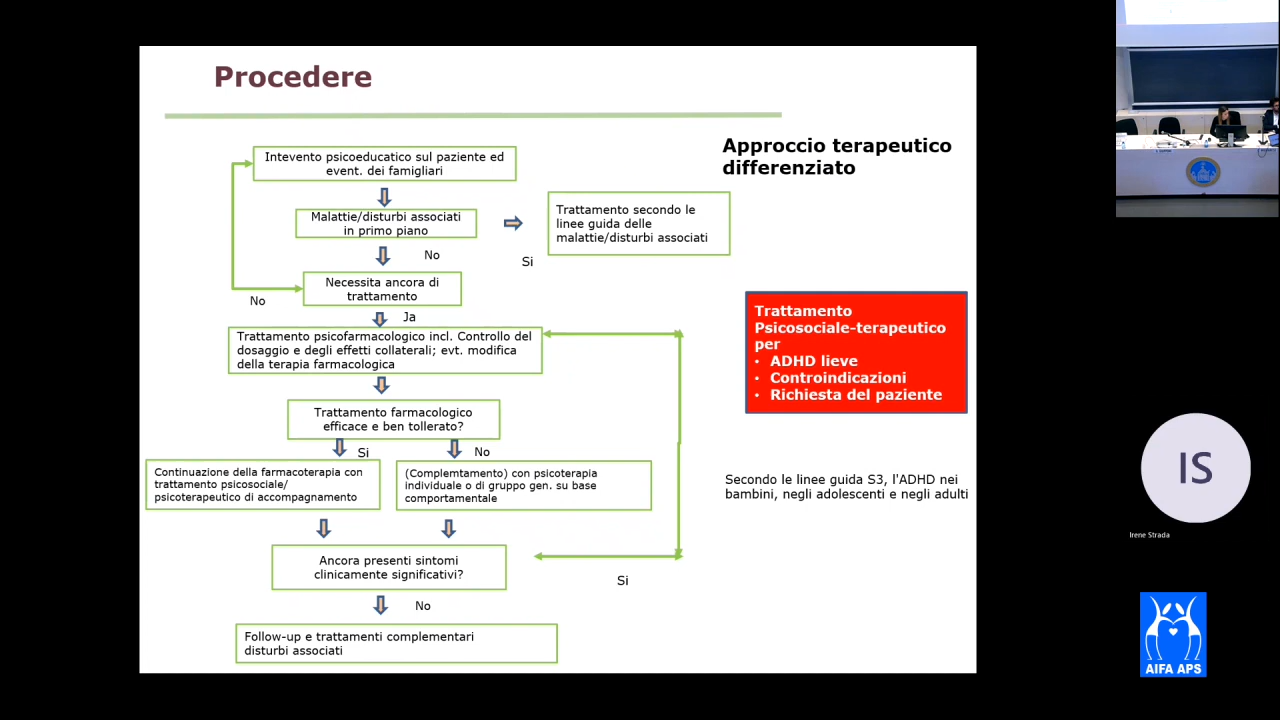 Procedere
Approccio terapeutico
differenziato
Intevento psicoeducatico sul paziente ed
event. dei famigliari
Malattie/disturbi associati
in primo piano
Trattamento secondo le
linee guida delle
malattie/disturbi associati
No
Si
Necessita ancora di
trattamento
No
Ja
Trattamento psicofarmacologico incl. Controllo del
dosaggio e degli effetti collaterali; evt. modifica
della terapia farmacologica
Trattamento
Psicosociale-terapeutico
per
• ADHD lieve
• Controindicazioni
• Richiesta del paziente
Trattamento farmacologico
efficace e ben tollerato?
Si
No
Continuazione della farmacoterapia con
trattamento psicosociale/
psicoterapeutico di accompagnamento
(Complemtamento) con psicoterapia
individuale o di gruppo gen. su base
comportamentale
Secondo le linee guida S3, l'ADHD nei
bambini, negli adolescenti e negli adulti
Ancora presenti sintomi
clinicamente significativi?
Si
No
Follow-up e trattamenti complementari
disturbi associati
IS
Irene Strada
AIFA APS